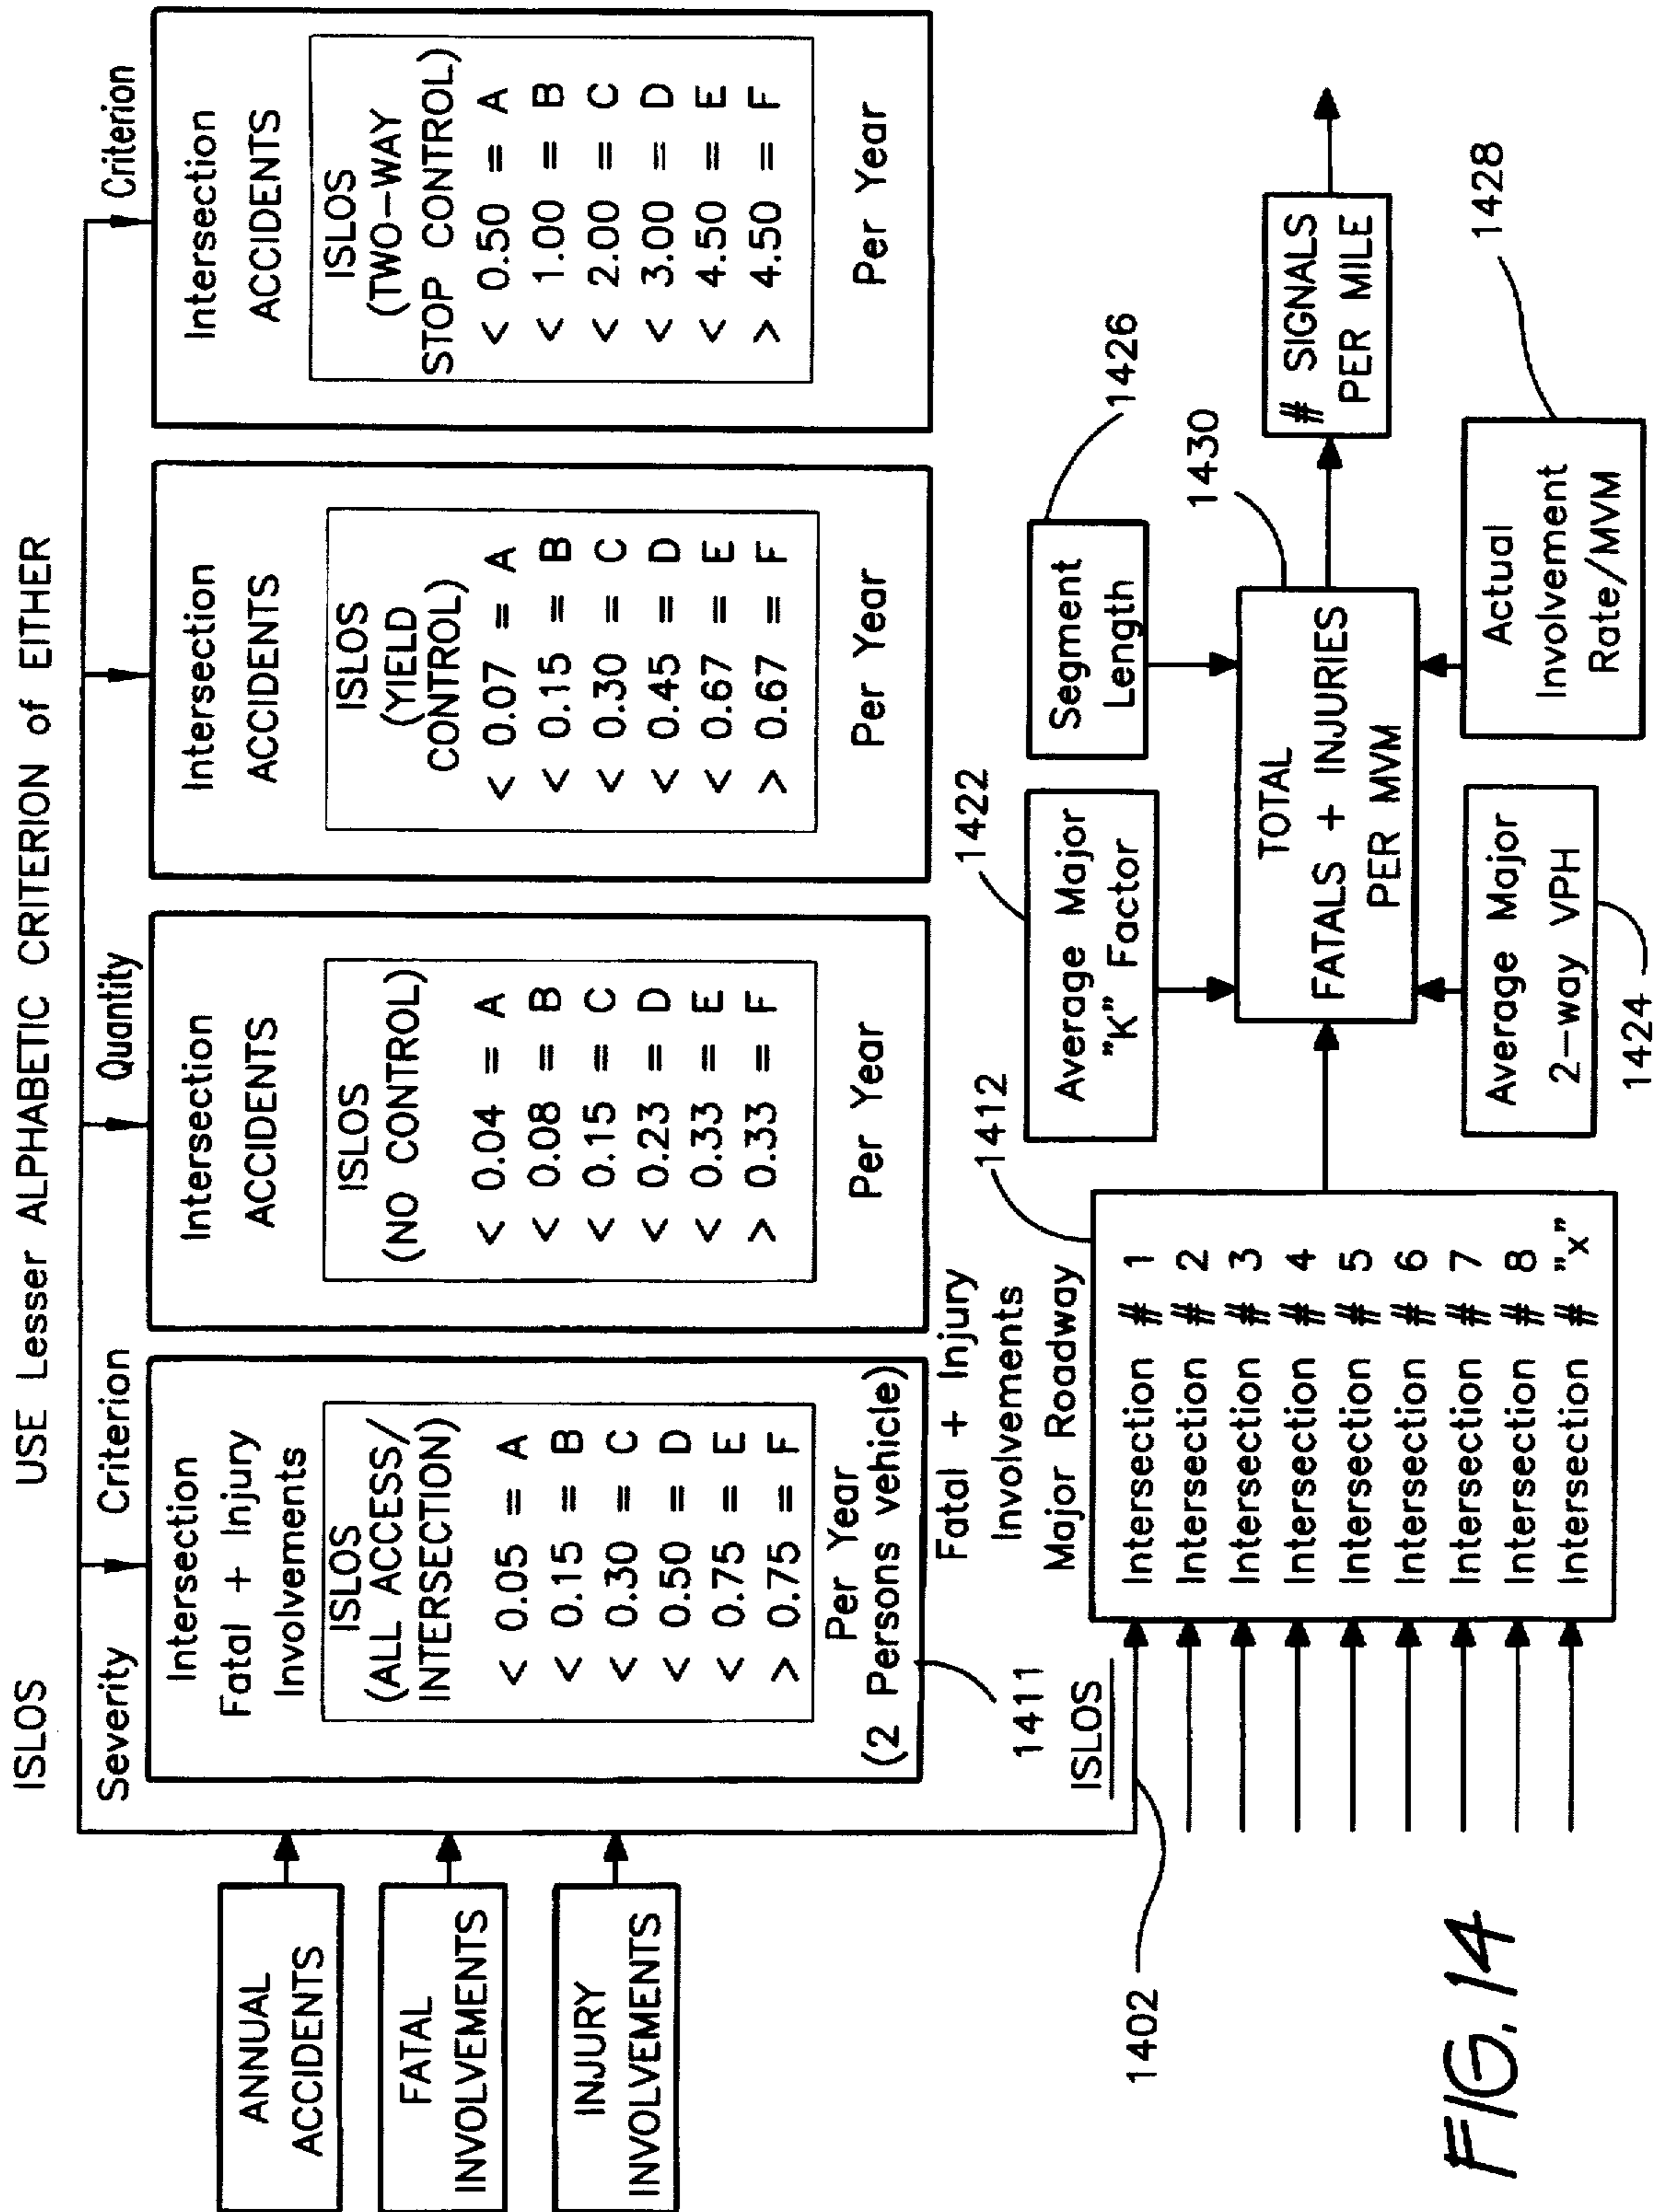 ISLOS USE Lesser ALPHABETIC CRITERION of EITHER
Severity Criterion
Quantity
Criterion
ANNUAL
ACCIDENTS
FATAL
INVOLVEMENTS
INJURY
INVOLVEMENTS
Intersection
Fatal + Injury
Involvements
ISLOS
(ALL ACCESS/
INTERSECTION)
< 0.05 = A
< 0.15 = B
< 0.30 = C
< 0.50 = D
< 0.75 = E
> 0.75 = F
Per Year
(2 Persons vehicle)
1411
Intersection
ACCIDENTS
ISLOS
(NO CONTROL)
< 0.04 = A
< 0.08 = B
< 0.15 = C
< 0.23 = D
< 0.33 = E
> 0.33 = F
Per Year
Intersection
ACCIDENTS
ISLOS
(YIELD
CONTROL)
< 0.07 = A
< 0.15 = B
< 0.30 = C
< 0.45 = D
< 0.67 = E
> 0.67 = F
Per Year
Intersection
ACCIDENTS
ISLOS
(TWO-WAY
STOP CONTROL)
< 0.50 = A
< 1.00 = B
< 2.00 = C
< 3.00 = D
< 4.50 = E
> 4.50 = F
Per Year
ISLOS
1402
Fatal + Injury
Involvements
Major Roadway
1412
Intersection # 1
Intersection # 2
Intersection # 3
Intersection # 4
Intersection # 5
Intersection # 6
Intersection # 7
Intersection # 8
Intersection # "x"
Average Major
"K" Factor
1422
Segment
Length
1426
TOTAL
FATALS + INJURIES
PER MVM
1430
Average Major
2-way VPH
1424
Actual
Involvement
Rate/MVM
1428
# SIGNALS
PER MILE
FIG. 14